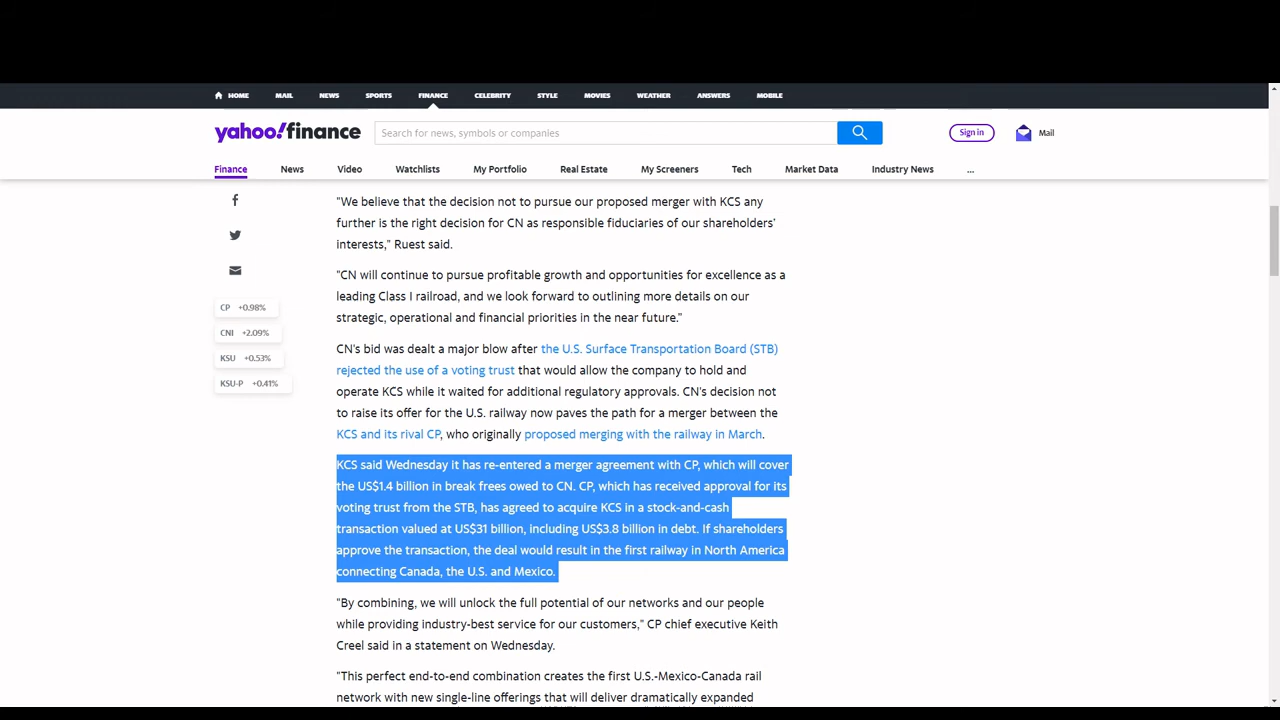 HOME MAIL NEWS SPORTS FINANCE CELEBRITY STYLE MOVIES WEATHER ANSWERS MOBILE
yahoo!finance Search for news, symbols or companies Sign in Mail
Finance News Video Watchlists My Portfolio Real Estate My Screeners Tech Market Data Industry News ...
CP +0.98%
CNI +2.09%
KSU +0.53%
KSU-P +0.41%
"We believe that the decision not to pursue our proposed merger with KCS any
further is the right decision for CN as responsible fiduciaries of our shareholders'
interests," Ruest said.
"CN will continue to pursue profitable growth and opportunities for excellence as a
leading Class I railroad, and we look forward to outlining more details on our
strategic, operational and financial priorities in the near future."
CN's bid was dealt a major blow after the U.S. Surface Transportation Board (STB)
rejected the use of a voting trust that would allow the company to hold and
operate KCS while it waited for additional regulatory approvals. CN's decision not
to raise its offer for the U.S. railway now paves the path for a merger between the
KCS and its rival CP, who originally proposed merging with the railway in March.
KCS said Wednesday it has re-entered a merger agreement with CP, which will cover
the US$1.4 billion in break frees owed to CN. CP, which has received approval for its
voting trust from the STB, has agreed to acquire KCS in a stock-and-cash
transaction valued at US$31 billion, including US$3.8 billion in debt. If shareholders
approve the transaction, the deal would result in the first railway in North America
connecting Canada, the U.S. and Mexico.
"By combining, we will unlock the full potential of our networks and our people
while providing industry-best service for our customers," CP chief executive Keith
Creel said in a statement on Wednesday.
"This perfect end-to-end combination creates the first U.S.-Mexico-Canada rail
network with new single-line offerings that will deliver dramatically expanded